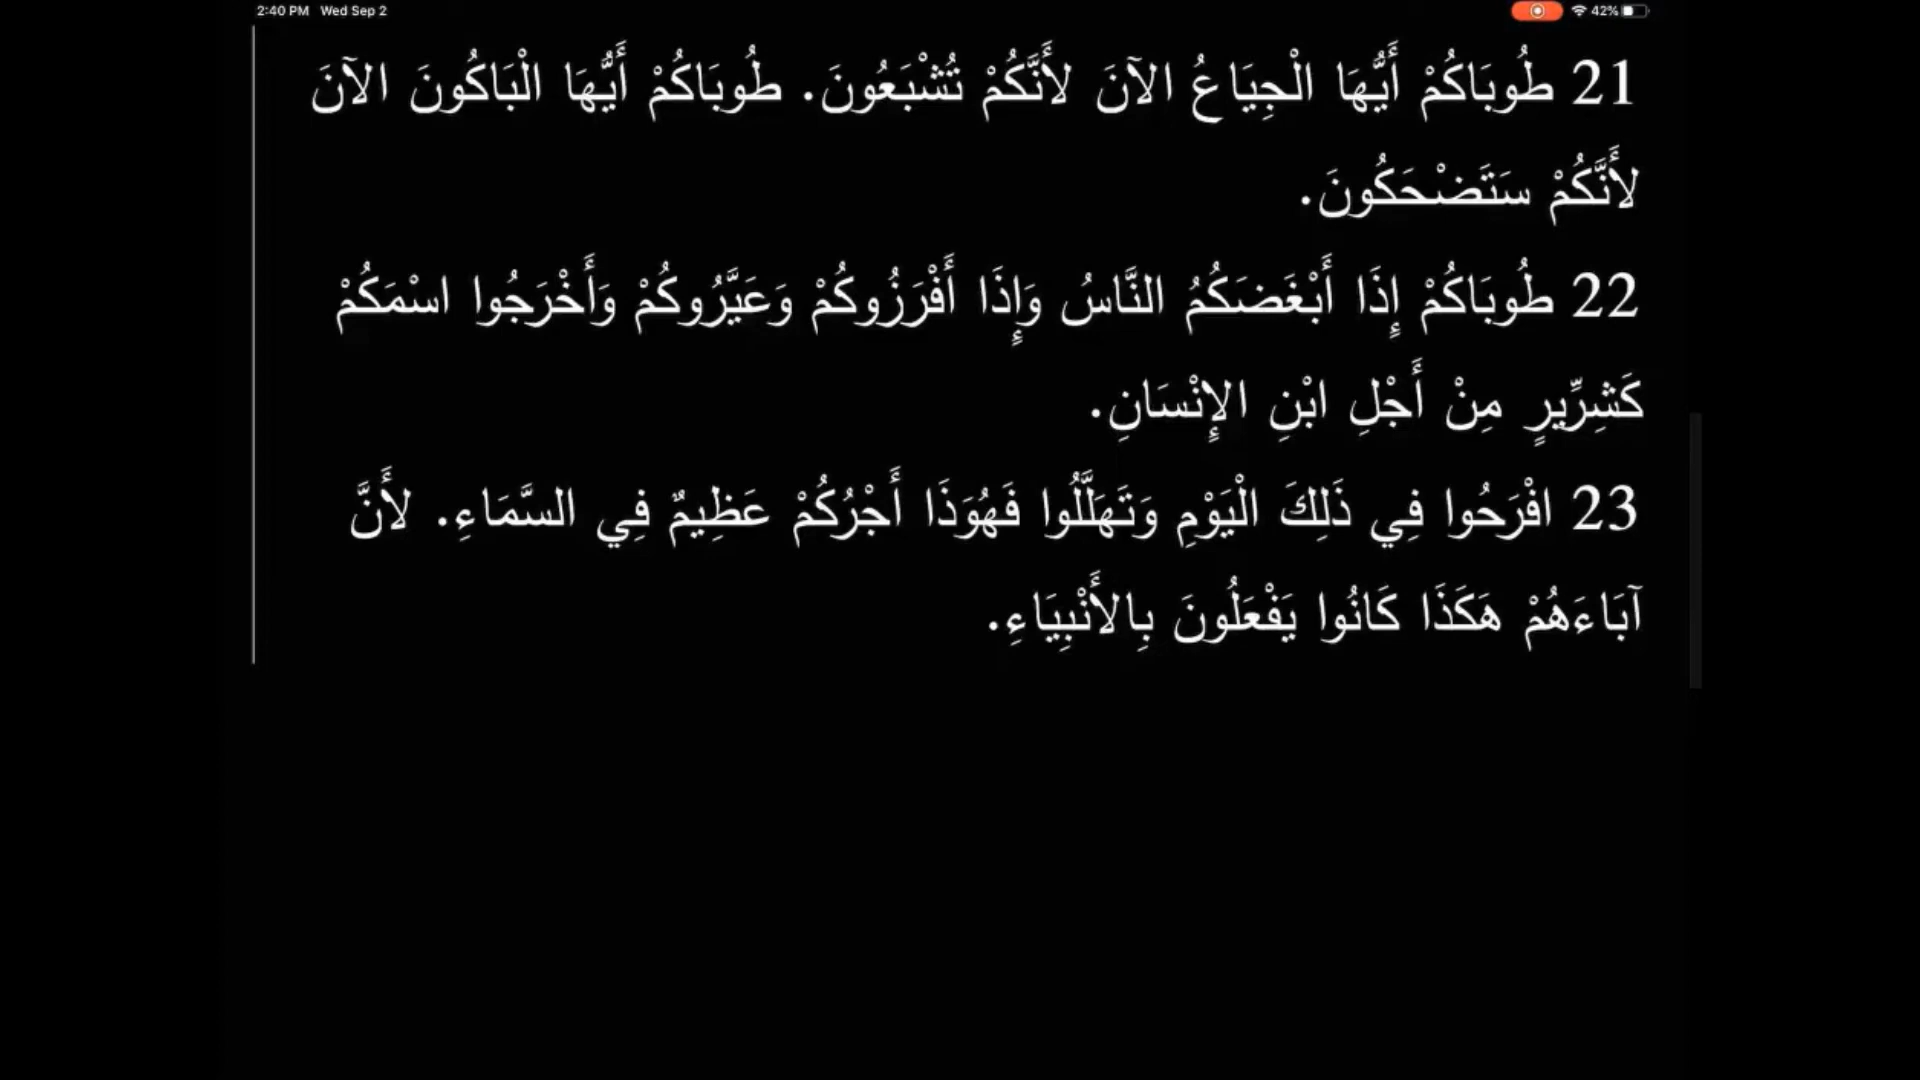 2:40 PM Wed Sep 2
42%
21 طُوبَاكُمْ أَيُّهَا الْجِيَاعُ الآنَ لأَنَّكُمْ تُشْبَعُونَ. طُوبَاكُمْ أَيُّهَا الْبَاكُونَ الآنَ
لأَنَّكُمْ سَتَضْحَكُونَ.
22 طُوبَاكُمْ إِذَا أَبْغَضَكُمُ النَّاسُ وَإِذَا أَفْرَزُوكُمْ وَعَيَّرُوكُمْ وَأَخْرَجُوا اسْمَكُمْ
كَشِرِّيرٍ مِنْ أَجْلِ ابْنِ الإِنْسَانِ.
23 افْرَحُوا فِي ذَلِكَ الْيَوْمِ وَتَهَلَّلُوا فَهُوَذَا أَجْرُكُمْ عَظِيمٌ فِي السَّمَاءِ. لأَنَّ
آبَاءَهُمْ هَكَذَا كَانُوا يَفْعَلُونَ بِالأَنْبِيَاءِ.